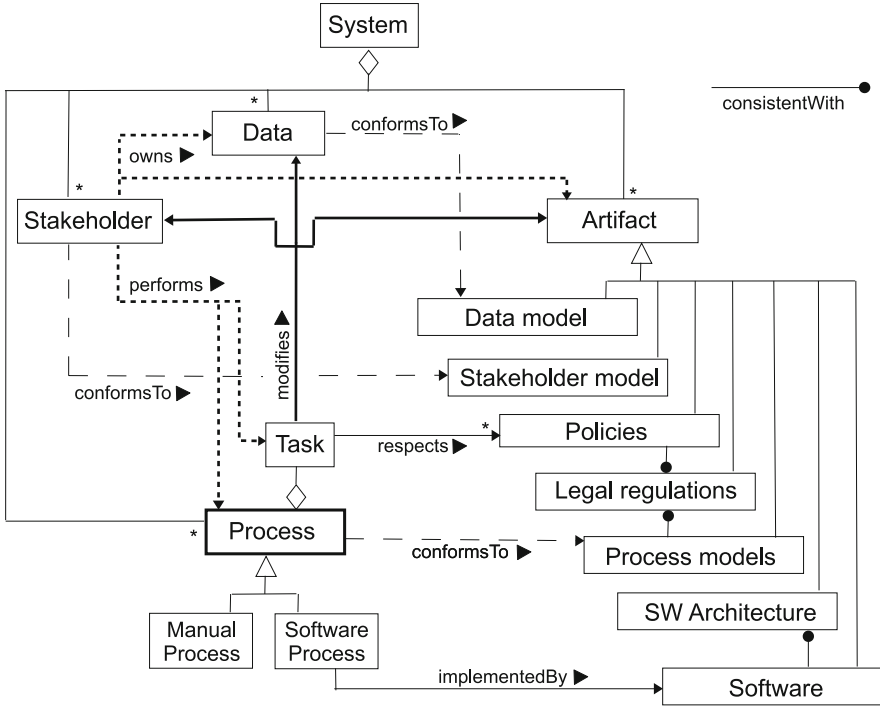 System
consistentWith
*
Data
conformsTo
owns
*
*
Stakeholder
Artifact
performs
Data model
modifies
Stakeholder model
conformsTo
*
Policies
Task
respects
Legal regulations
*
Process
conformsTo
Process models
SW Architecture
Manual
Process
Software
Process
implementedBy
Software